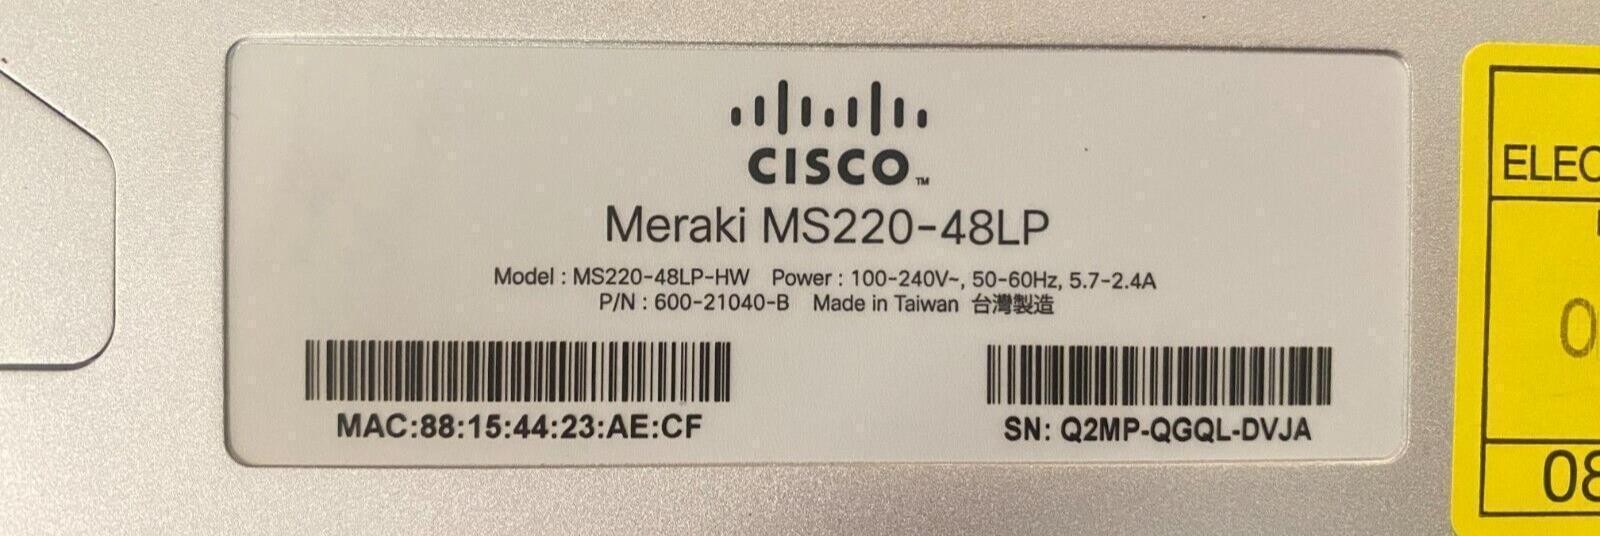 CISCO™
Meraki MS220-48LP
Model : MS220-48LP-HW Power : 100-240V~, 50-60Hz, 5.7-2.4A
P/N : 600-21040-B Made in Taiwan 台灣製造
MAC:88:15:44:23:AE:CF
SN: Q2MP-QGQL-DVJA
ELEC
08